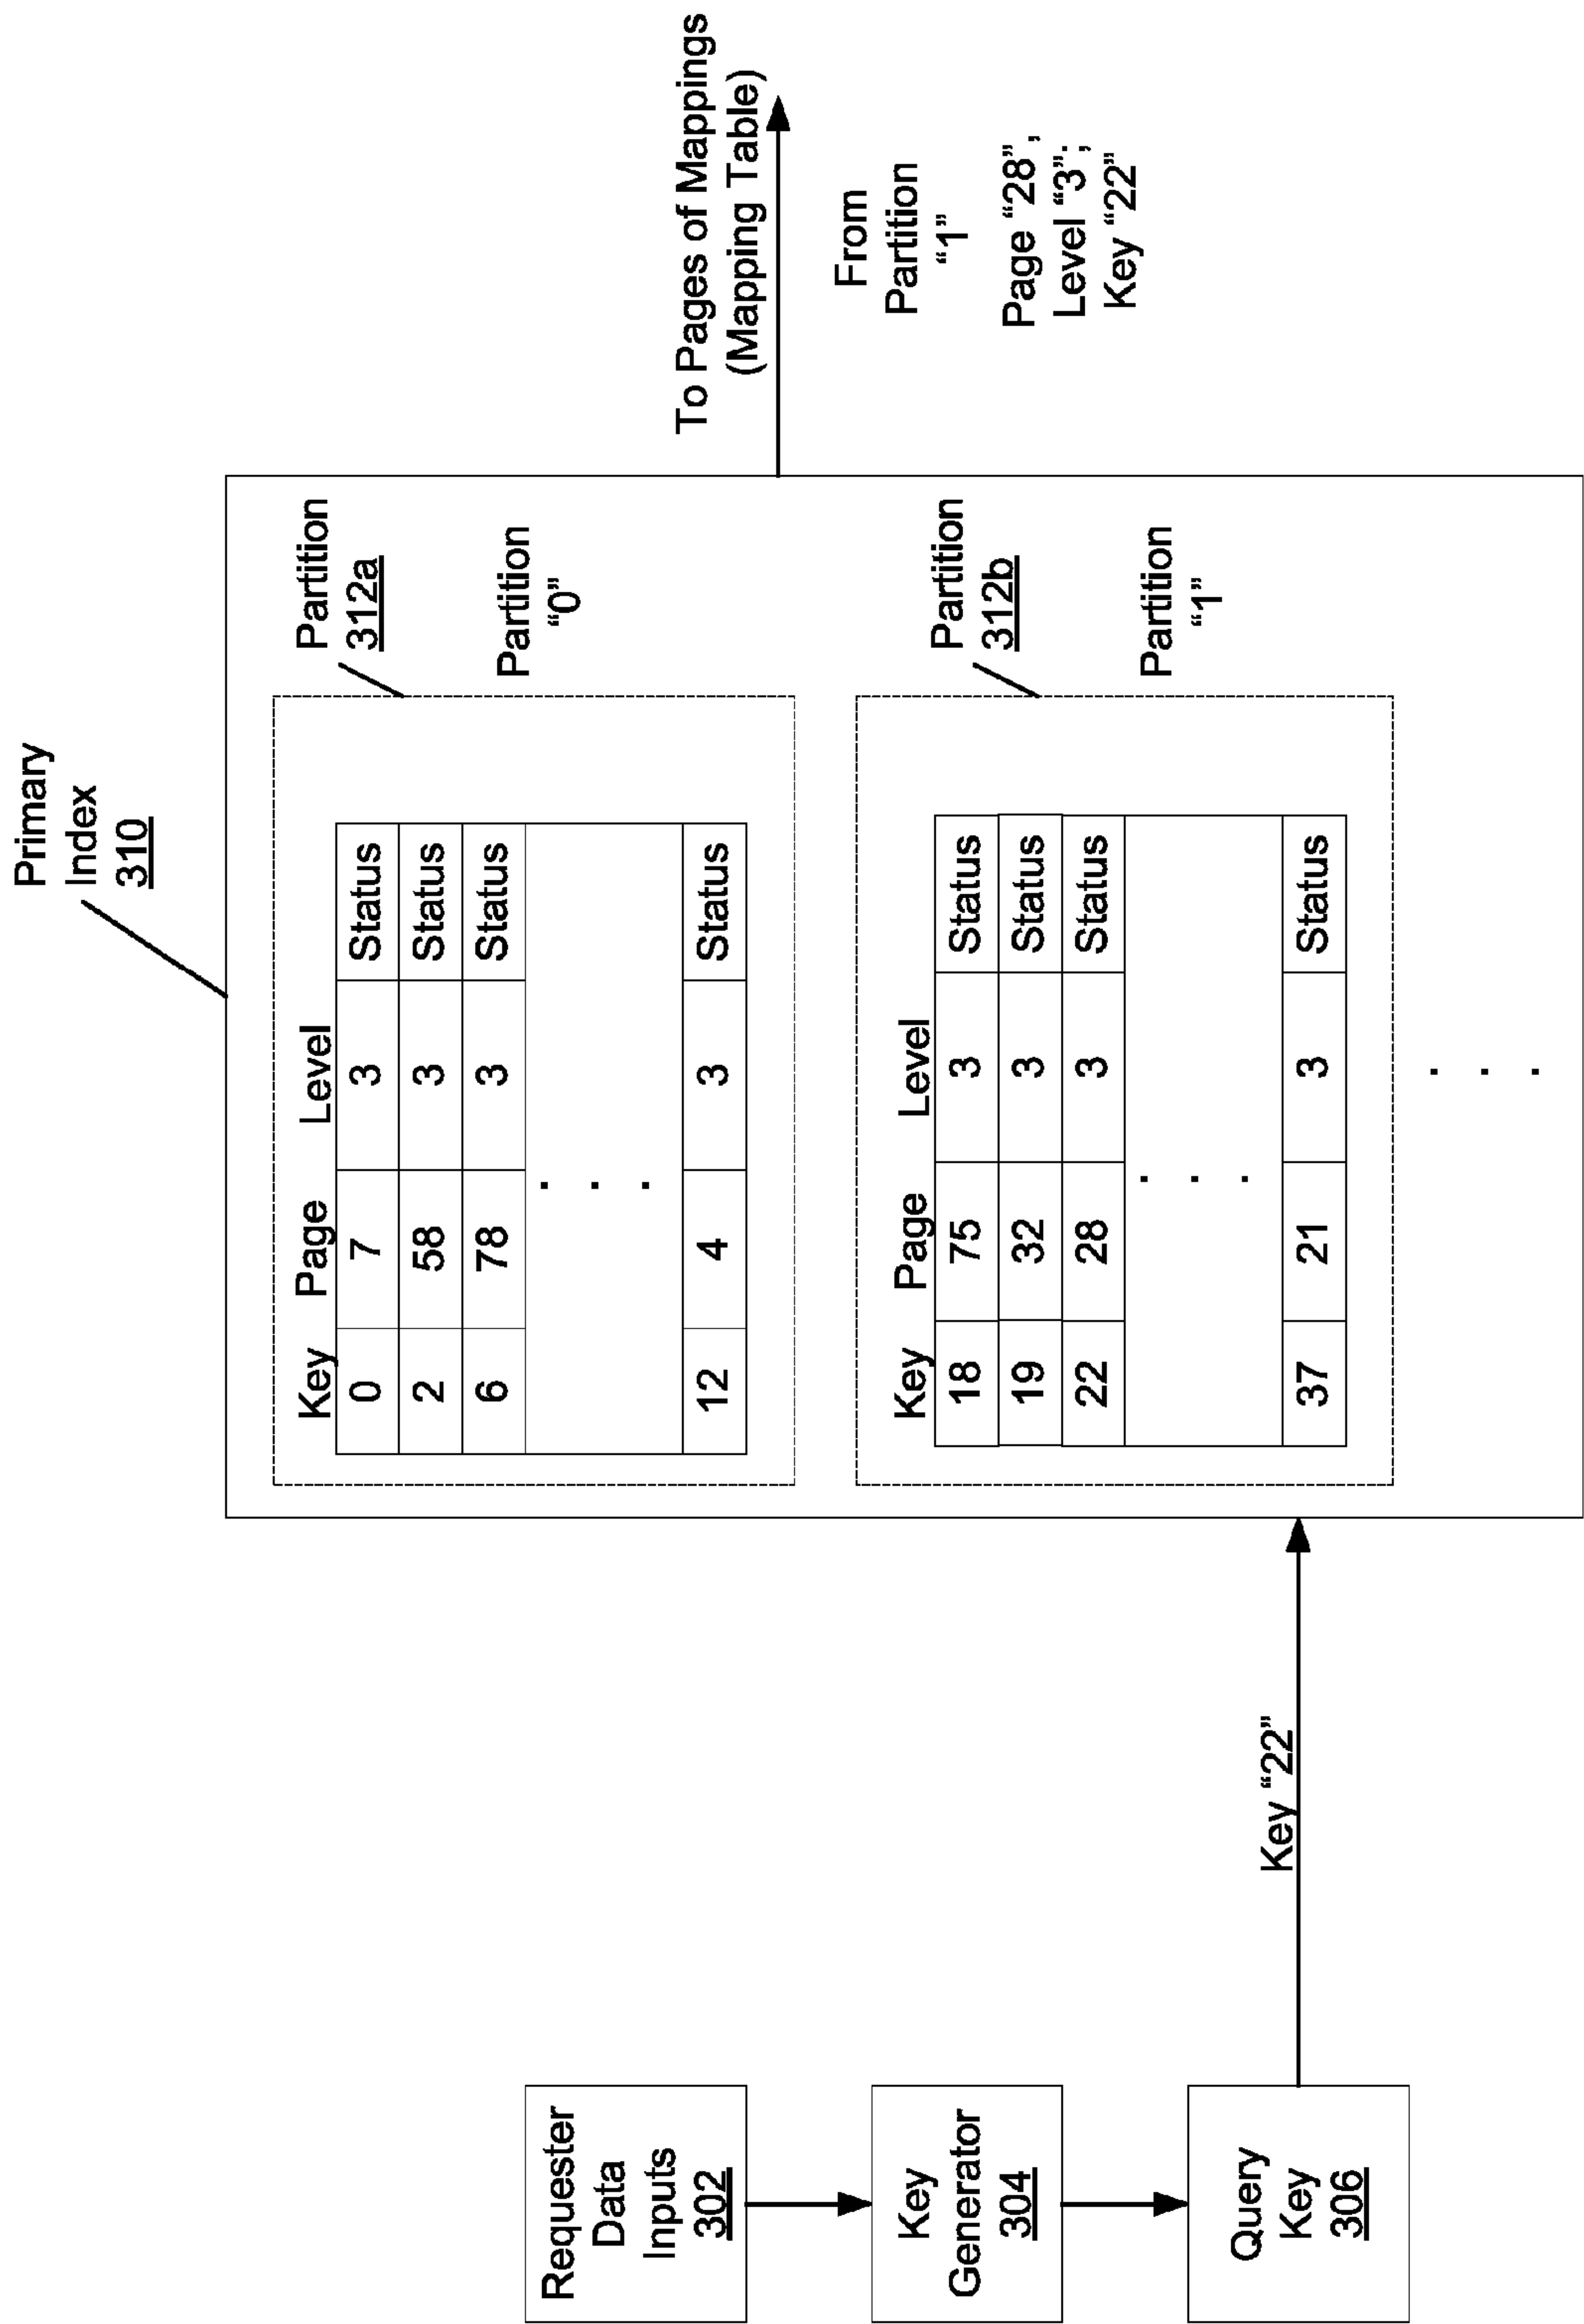 Primary
Index
310
Partition
312a
Key Page Level
0 7 3 Status
2 58 3 Status
6 78 3 Status
. . .
12 4 3 Status
Partition
“0”
Partition
312b
Key Page Level
18 75 3 Status
19 32 3 Status
22 28 3 Status
. . .
37 21 3 Status
Partition
“1”
. . .
Requester
Data
Inputs
302
Key
Generator
304
Query
Key
306
Key “22”
To Pages of Mappings
(Mapping Table)
From
Partition
“1”
Page “28”,
Level “3”;
Key “22”